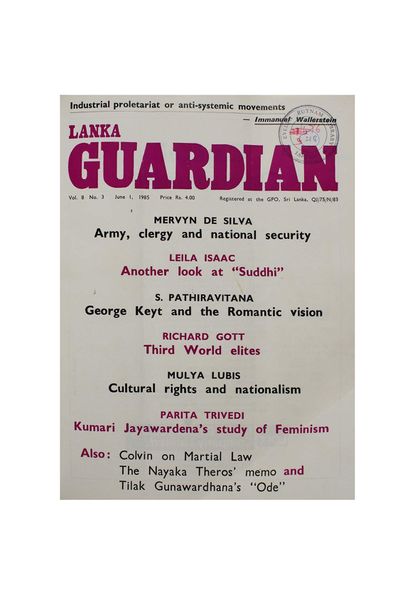 Industrial proletariat or anti-systemic movements
— Immanuel Wallerstein
LANKA
GUARDIAN
Vol. 8 No. 3 June 1, 1985 Price Rs. 4.00 Registered at the GPO, Sri Lanka, QJ/75/N/83
MERVYN DE SILVA
Army, clergy and national security
LEILA ISAAC
Another look at “Suddhi”
S. PATHIRAVITANA
George Keyt and the Romantic vision
RICHARD GOTT
Third World elites
MULYA LUBIS
Cultural rights and nationalism
PARITA TRIVEDI
Kumari Jayawardena’s study of Feminism
Also: Colvin on Martial Law
The Nayaka Theros’ memo and
Tilak Gunawardhana’s “Ode”